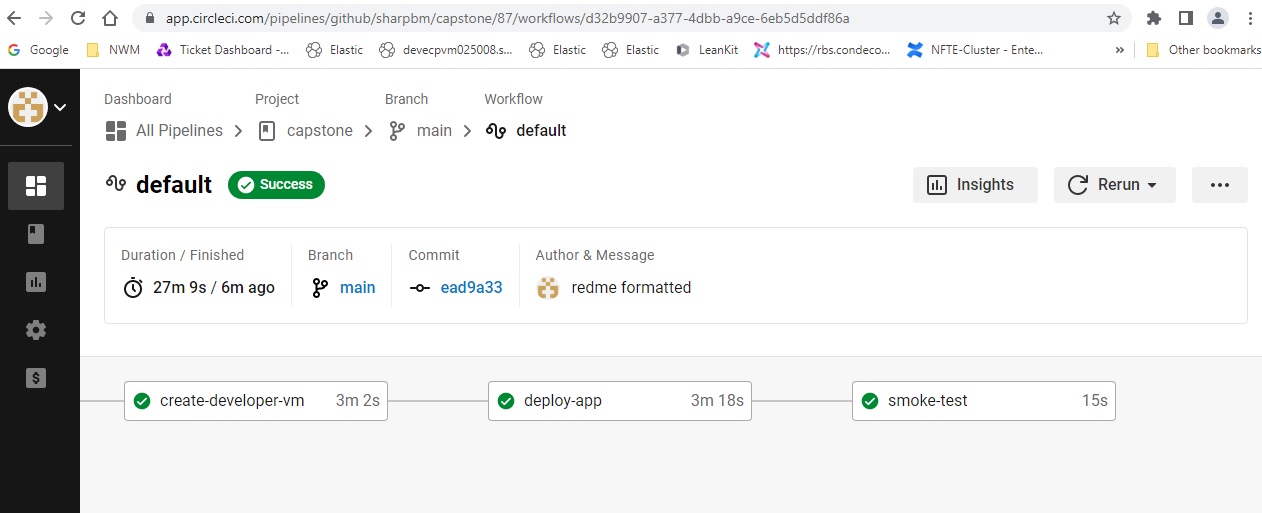 app.circleci.com/pipelines/github/sharpbm/capstone/87/workflows/d32b9907-a377-4dbb-a9ce-6eb5d5ddf86a
Google NWM Ticket Dashboard -... Elastic devecpvm025008.s... Elastic Elastic LeanKit https://rbs.condeco... NFTE-Cluster - Ente... » Other bookmarks
Dashboard Project Branch Workflow
All Pipelines capstone main default
default Success Insights Rerun
Duration / Finished Branch Commit Author & Message
27m 9s / 6m ago main ead9a33 redme formatted
create-developer-vm 3m 2s deploy-app 3m 18s smoke-test 15s